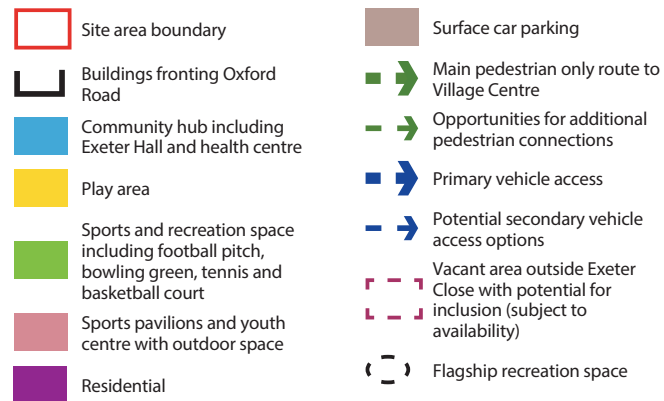 Site area boundary
Buildings fronting Oxford
Road
Community hub including
Exeter Hall and health centre
Play area
Sports and recreation space
including football pitch,
bowling green, tennis and
basketball court
Sports pavilions and youth
centre with outdoor space
Residential
Surface car parking
Main pedestrian only route to
Village Centre
Opportunities for additional
pedestrian connections
Primary vehicle access
Potential secondary vehicle
access options
Vacant area outside Exeter
Close with potential for
inclusion (subject to
availability)
Flagship recreation space